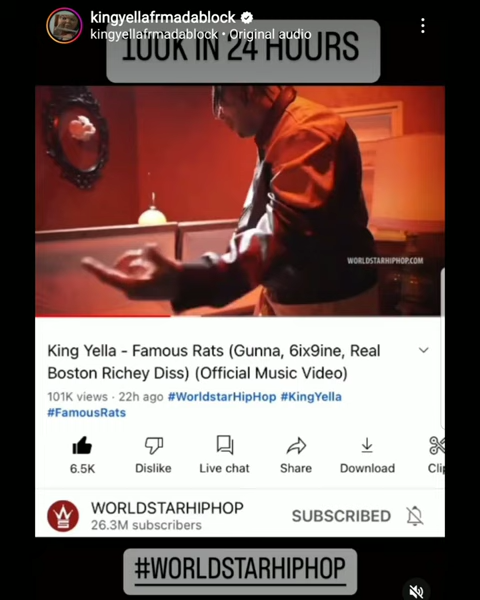 kingyellafrmadablock
kingyellafrmadablock • Original audio
100K IN 24 HOURS
WORLDSTARHIPHOP.COM
King Yella - Famous Rats (Gunna, 6ix9ine, Real
Boston Richey Diss) (Official Music Video)
101K views · 22h ago #WorldstarHipHop #KingYella
#FamousRats
6.5K
Dislike
Live chat
Share
Download
Clip
WORLDSTARHIPHOP
26.3M subscribers
SUBSCRIBED
#WORLDSTARHIPHOP